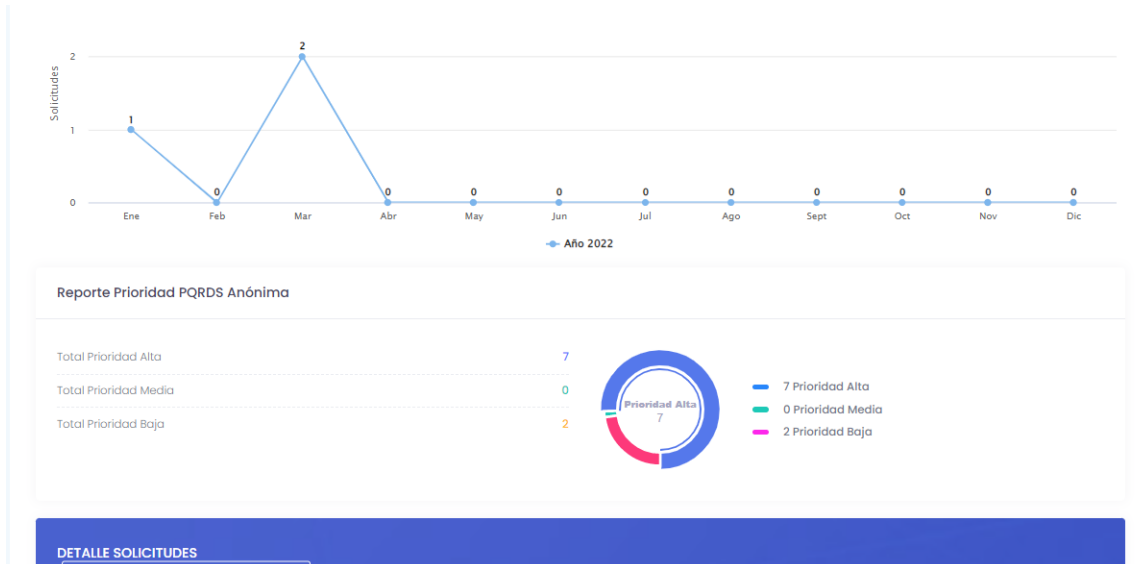 2
2
Solicitudes
1
1
0
0
0
0
0
0
0
0
0
0
0
Ene
Feb
Mar
Abr
May
Jun
Jul
Ago
Sept
Oct
Nov
Dic
Año 2022
Reporte Prioridad PQRDS Anónima
Total Prioridad Alta 7
Total Prioridad Media 0
Total Prioridad Baja 2
Prioridad Alta
7
7 Prioridad Alta
0 Prioridad Media
2 Prioridad Baja
DETALLE SOLICITUDES